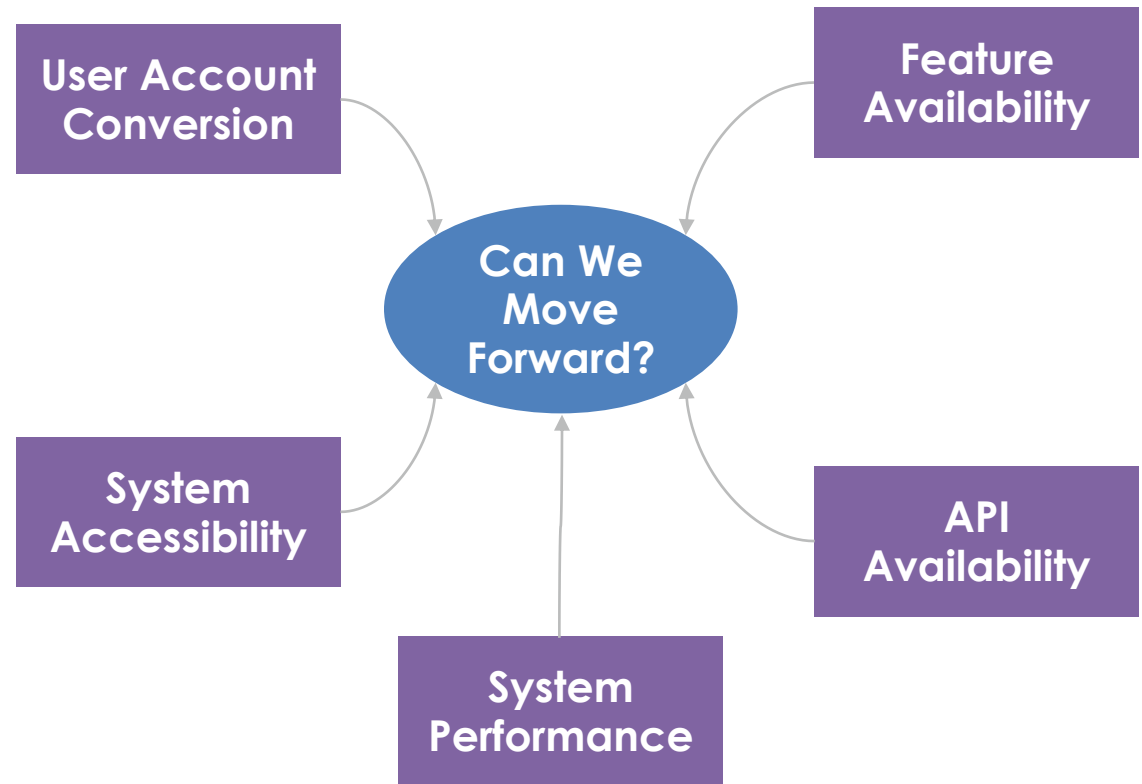 User Account
Conversion
Feature
Availability
Can We
Move
Forward?
System
Accessibility
API
Availability
System
Performance